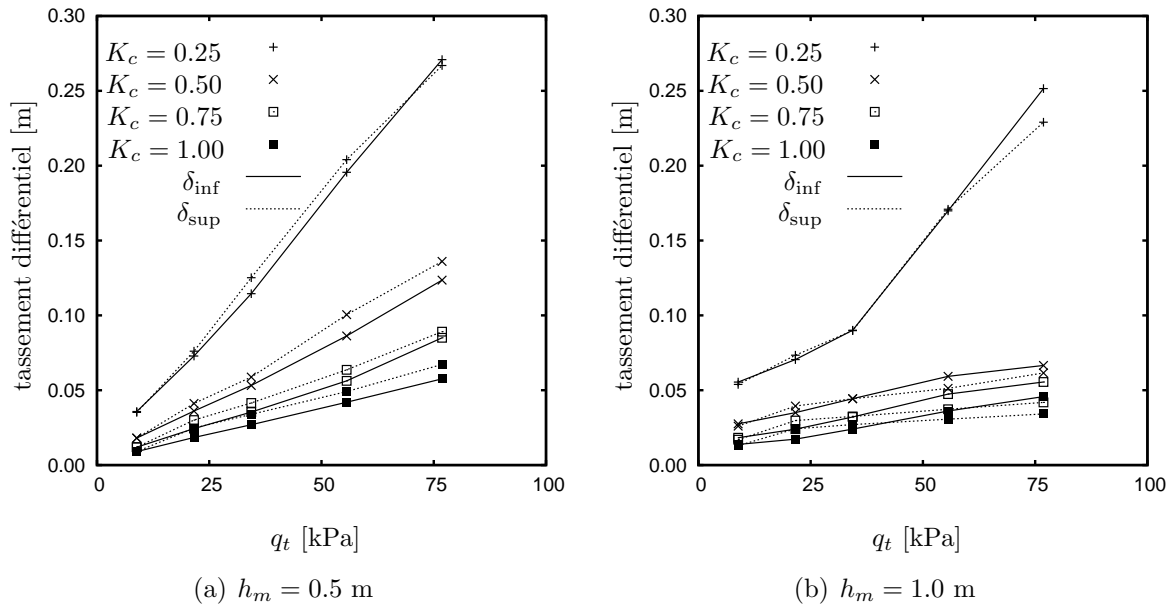 0.30
0.25
0.20
0.15
0.10
0.05
0.00
0 25 50 75 100
tassement différentiel [m]
q_t [kPa]
K_c = 0.25
K_c = 0.50
K_c = 0.75
K_c = 1.00
δ_inf
δ_sup
(a) h_m = 0.5 m
0.30
0.25
0.20
0.15
0.10
0.05
0.00
0 25 50 75 100
tassement différentiel [m]
q_t [kPa]
K_c = 0.25
K_c = 0.50
K_c = 0.75
K_c = 1.00
δ_inf
δ_sup
(b) h_m = 1.0 m